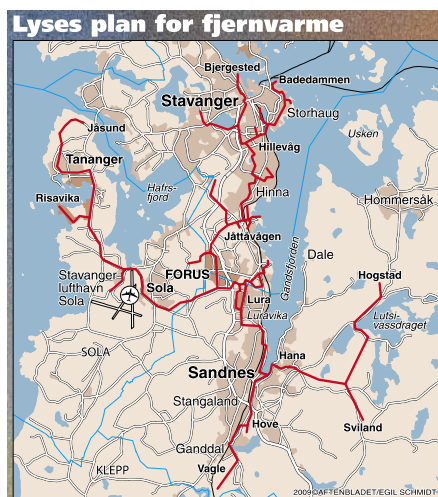 Lyses plan for fjernvarme
Bjergested
Badedammen
Stavanger
Storhaug
Jåsund
Usken
Hillevåg
Tananger
Hafrs-
fjord
Hinna
Risavika
Hommersåk
Jåttåvågen
Gandsfjorden
Dale
Stavanger
lufthavn
Sola
FORUS
Sola
Hogstad
Lura
Luravika
Lutsi-
vassdraget
SOLA
Hana
Sandnes
Stangaland
Hove
Sviland
Ganddal
KLEPP
Vagle
2009©AFTENBLADET/EGIL SCHMIDT